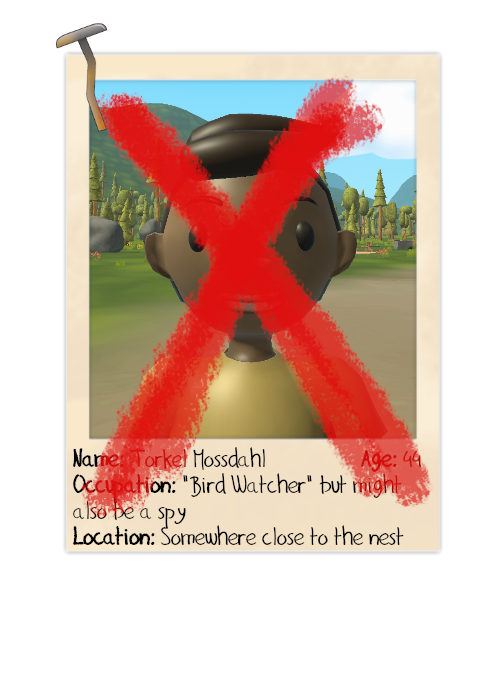 Name: Torkel Mossdahl Age: 44
Occupation: "Bird Watcher" but might
also be a spy
Location: Somewhere close to the nest